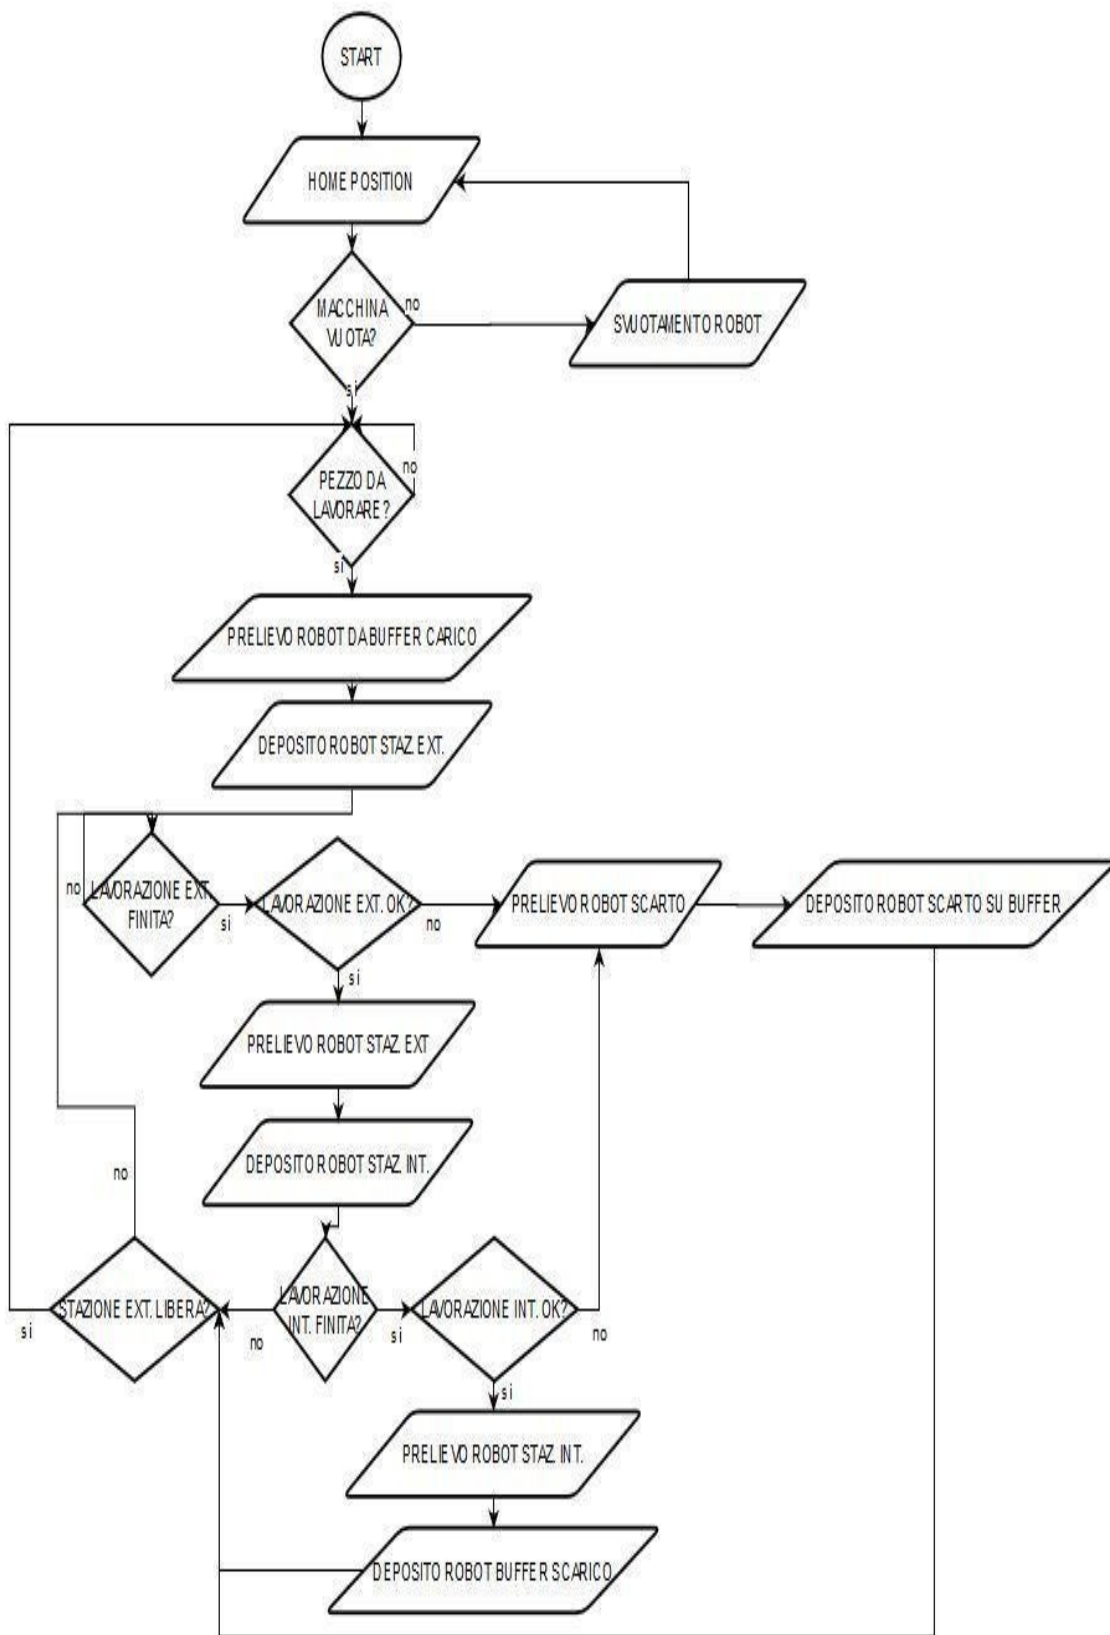 START
HOME POSITION
MACCHINA
VUOTA?
no
SVUOTAMENTO ROBOT
si
PEZZO DA
LAVORARE?
no
si
PRELIEVO ROBOT DA BUFFER CARICO
DEPOSITO ROBOT STAZ. EXT.
no
LAVORAZIONE EXT.
FINITA?
si
LAVORAZIONE EXT. OK?
no
PRELIEVO ROBOT SCARTO
DEPOSITO ROBOT SCARTO SU BUFFER
si
PRELIEVO ROBOT STAZ. EXT
DEPOSITO ROBOT STAZ. INT.
no
STAZIONE EXT. LIBERA?
si
no
LAVORAZIONE
INT. FINITA?
si
LAVORAZIONE INT. OK?
no
si
PRELIEVO ROBOT STAZ. INT.
DEPOSITO ROBOT BUFFER SCARICO